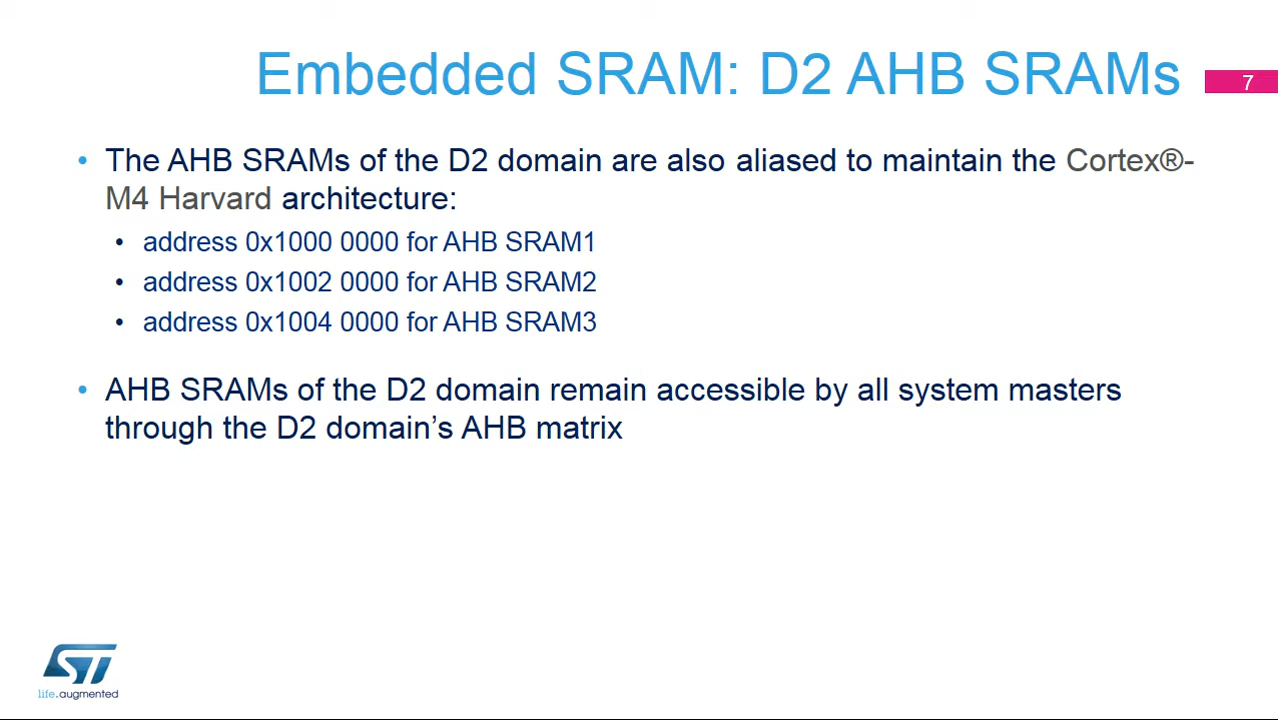 Embedded SRAM: D2 AHB SRAMs
7
• The AHB SRAMs of the D2 domain are also aliased to maintain the Cortex®-
M4 Harvard architecture:
• address 0x1000 0000 for AHB SRAM1
• address 0x1002 0000 for AHB SRAM2
• address 0x1004 0000 for AHB SRAM3
• AHB SRAMs of the D2 domain remain accessible by all system masters
through the D2 domain’s AHB matrix
ST
life.augmented